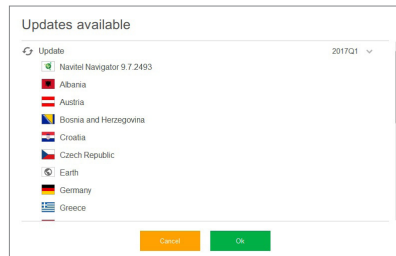 Updates available
Update 2017Q1
Navitel Navigator 9.7.2493
Albania
Austria
Bosnia and Herzegovina
Croatia
Czech Republic
Earth
Germany
Greece
Cancel Ok